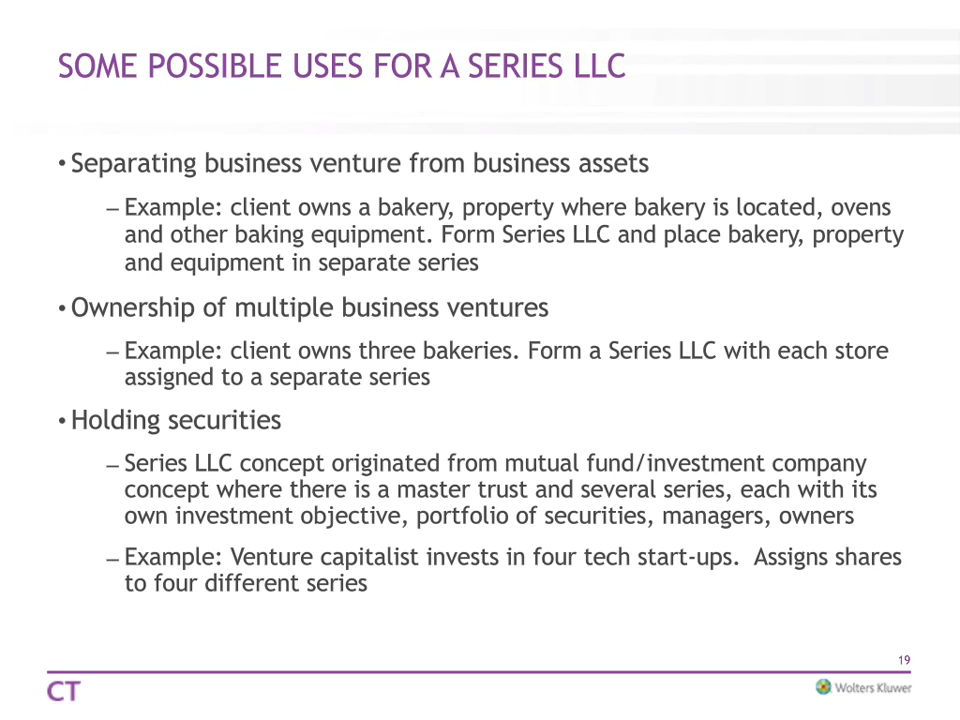 SOME POSSIBLE USES FOR A SERIES LLC
• Separating business venture from business assets
– Example: client owns a bakery, property where bakery is located, ovens
and other baking equipment. Form Series LLC and place bakery, property
and equipment in separate series
• Ownership of multiple business ventures
– Example: client owns three bakeries. Form a Series LLC with each store
assigned to a separate series
• Holding securities
– Series LLC concept originated from mutual fund/investment company
concept where there is a master trust and several series, each with its
own investment objective, portfolio of securities, managers, owners
– Example: Venture capitalist invests in four tech start-ups.  Assigns shares
to four different series
19
CT
Wolters Kluwer